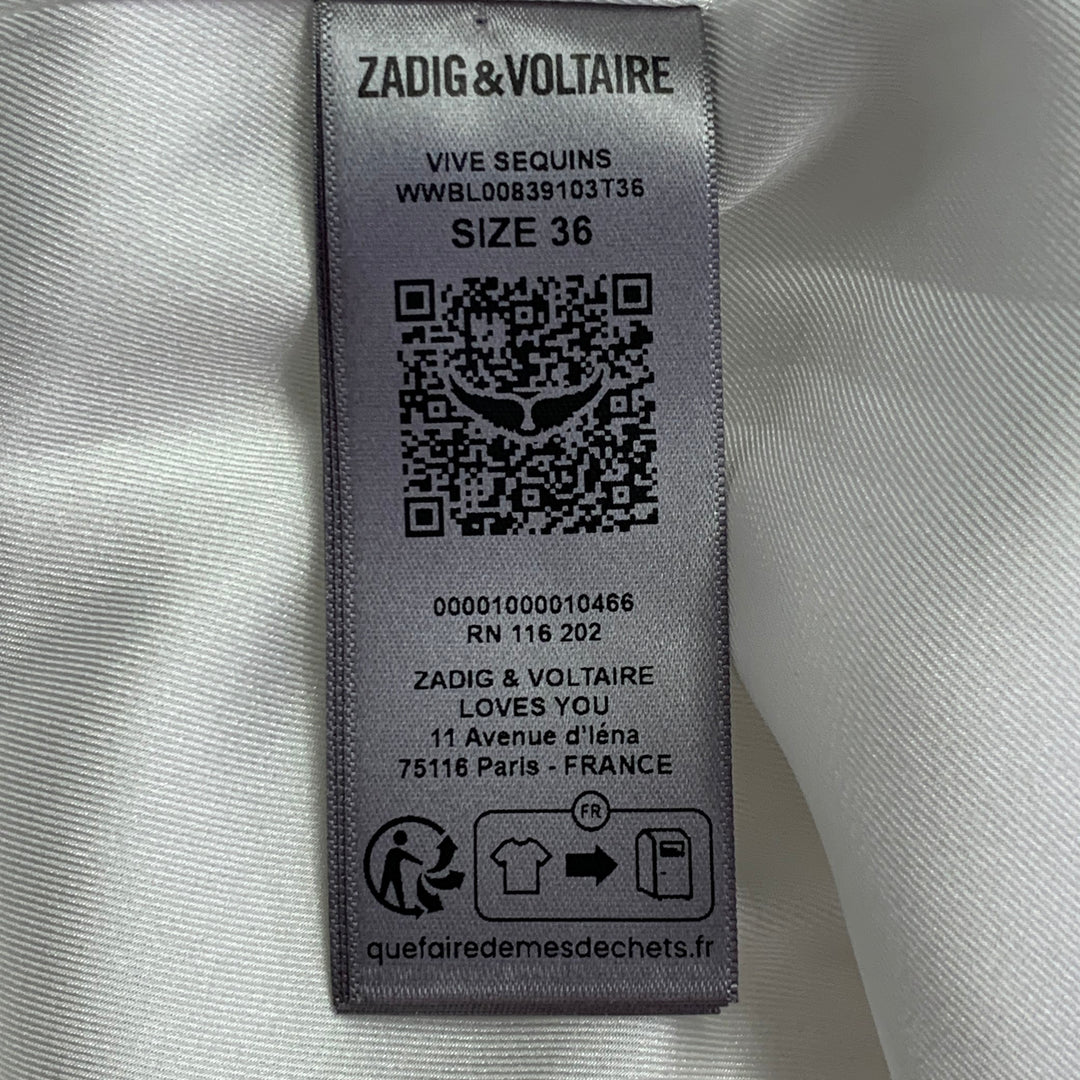 ZADIG&VOLTAIRE
VIVE SEQUINS
WWBL00839103T36
SIZE 36
00001000010466
RN 116 202
ZADIG & VOLTAIRE
LOVES YOU
11 Avenue d'Iéna
75116 Paris - FRANCE
FR
quefairedemesdechets.fr